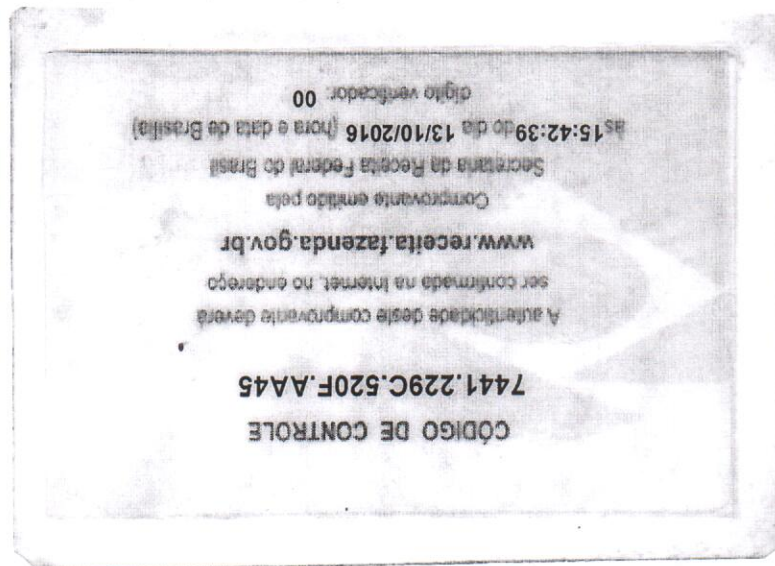 CÓDIGO DE CONTROLE
7441.229C.520F.AA45
A autenticidade deste comprovante deverá
ser confirmada na Internet, no endereço
www.receita.fazenda.gov.br
Comprovante emitido pela
Secretaria da Receita Federal do Brasil
às 15:42:39 do dia 13/10/2016 (hora e data de Brasília)
dígito verificador: 00